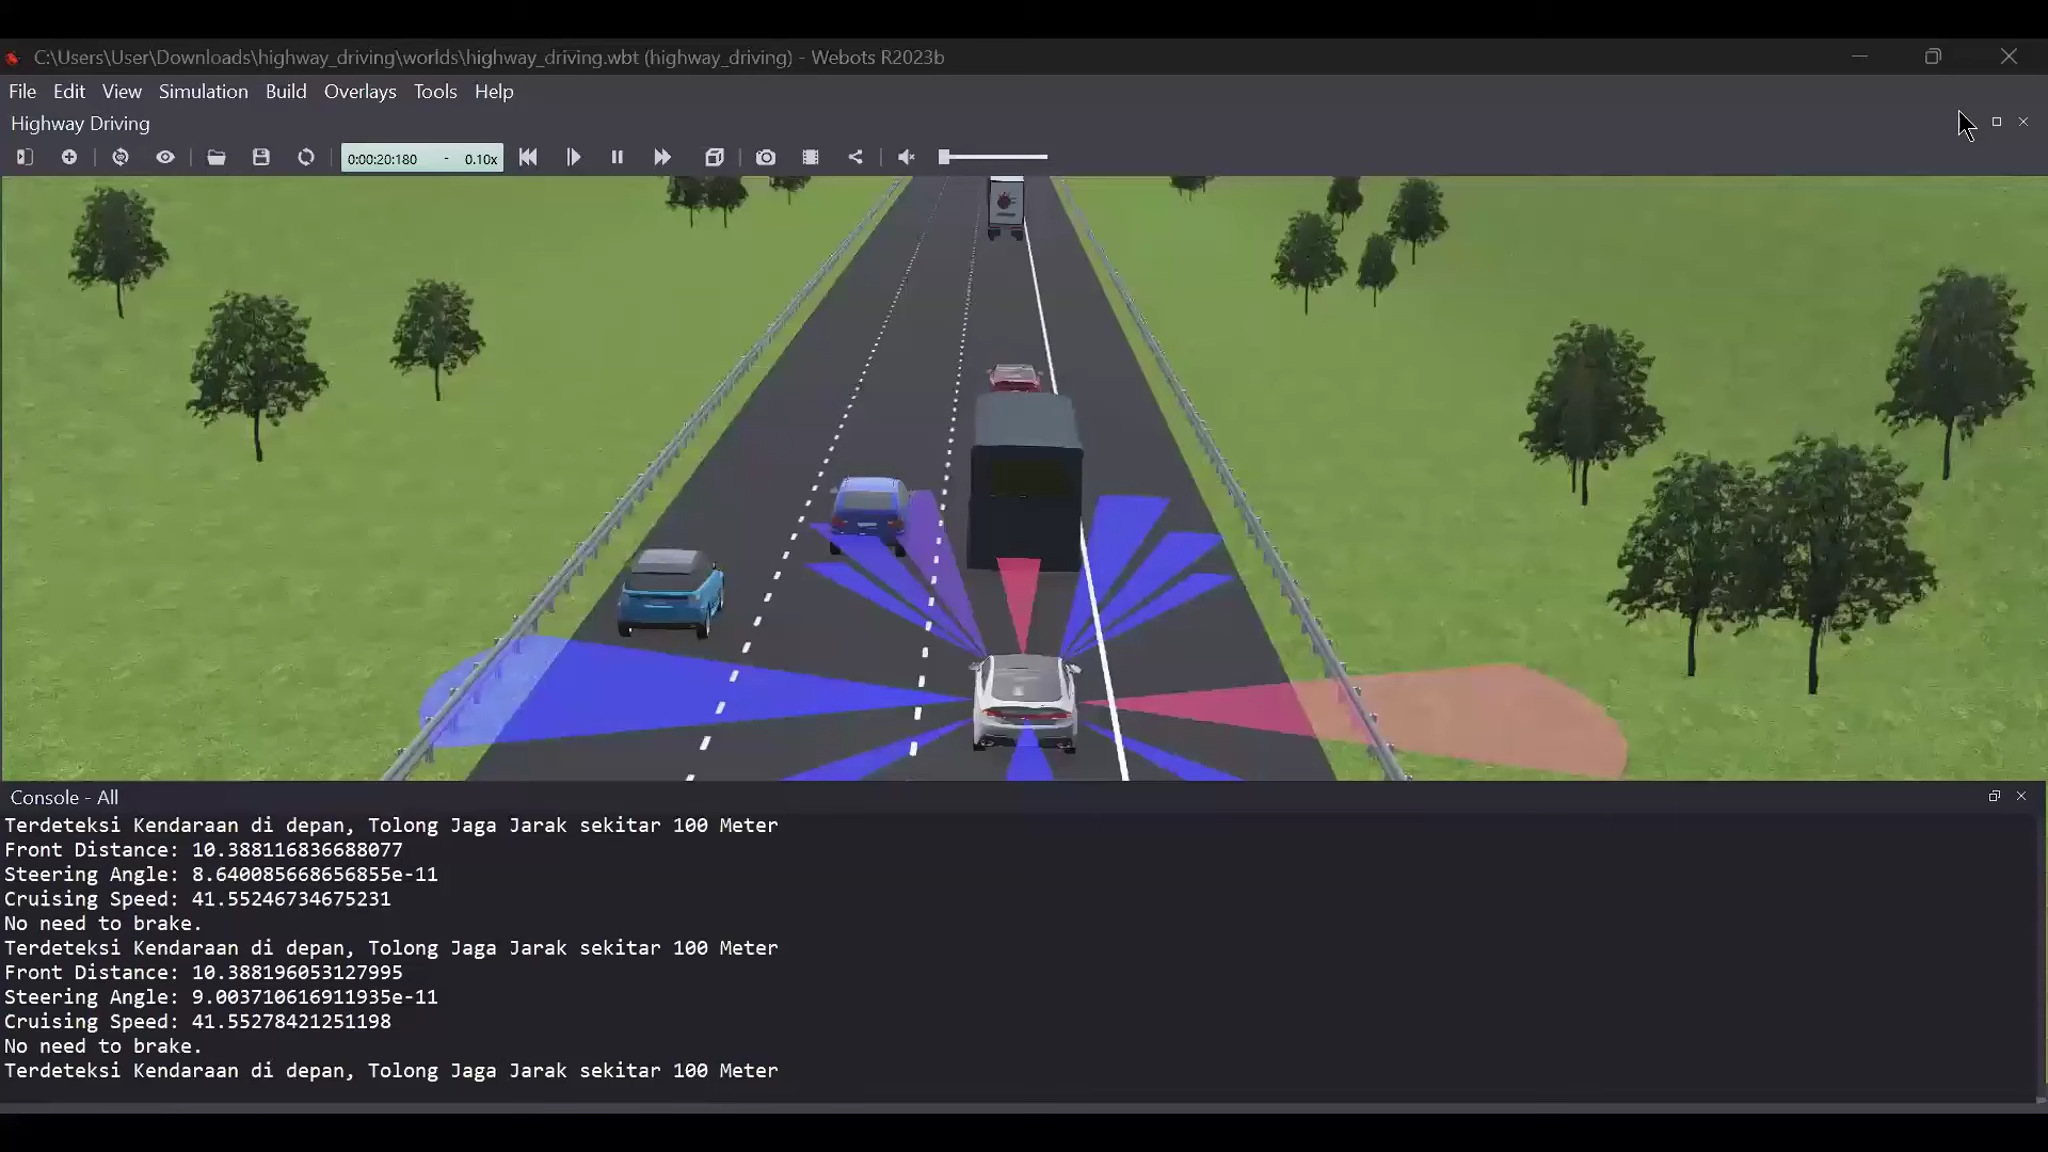 C:\Users\User\Downloads\highway_driving\worlds\highway_driving.wbt (highway_driving) - Webots R2023b
File Edit View Simulation Build Overlays Tools Help
Highway Driving
0:00:20:180 - 0.10x
Console - All
Terdeteksi Kendaraan di depan, Tolong Jaga Jarak sekitar 100 Meter
Front Distance: 10.388116836688077
Steering Angle: 8.640085668656855e-11
Cruising Speed: 41.55246734675231
No need to brake.
Terdeteksi Kendaraan di depan, Tolong Jaga Jarak sekitar 100 Meter
Front Distance: 10.388196053127995
Steering Angle: 9.003710616911935e-11
Cruising Speed: 41.55278421251198
No need to brake.
Terdeteksi Kendaraan di depan, Tolong Jaga Jarak sekitar 100 Meter